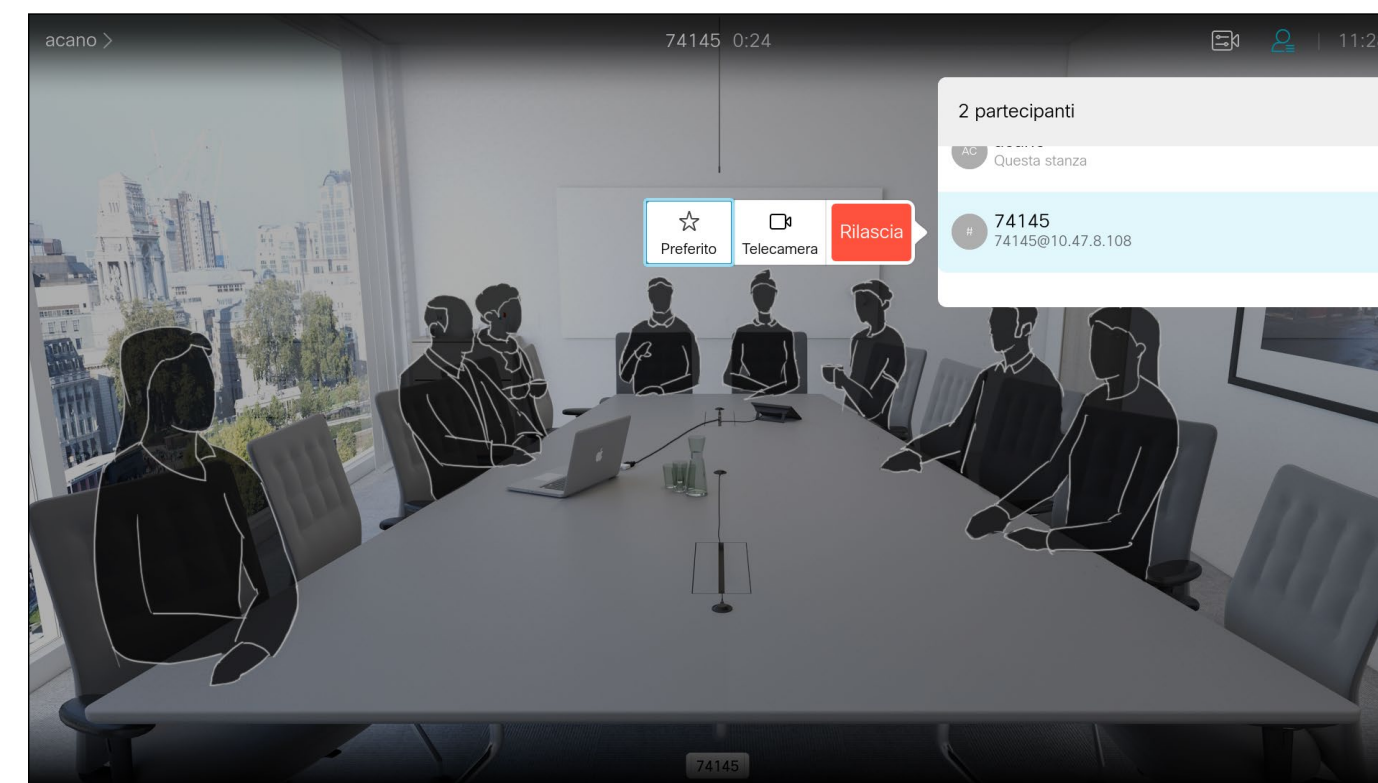 acano >
74145 0:24
11:2
2 partecipanti
AC
Questa stanza
Preferito
Telecamera
Rilascia
#
74145
74145@10.47.8.108
74145